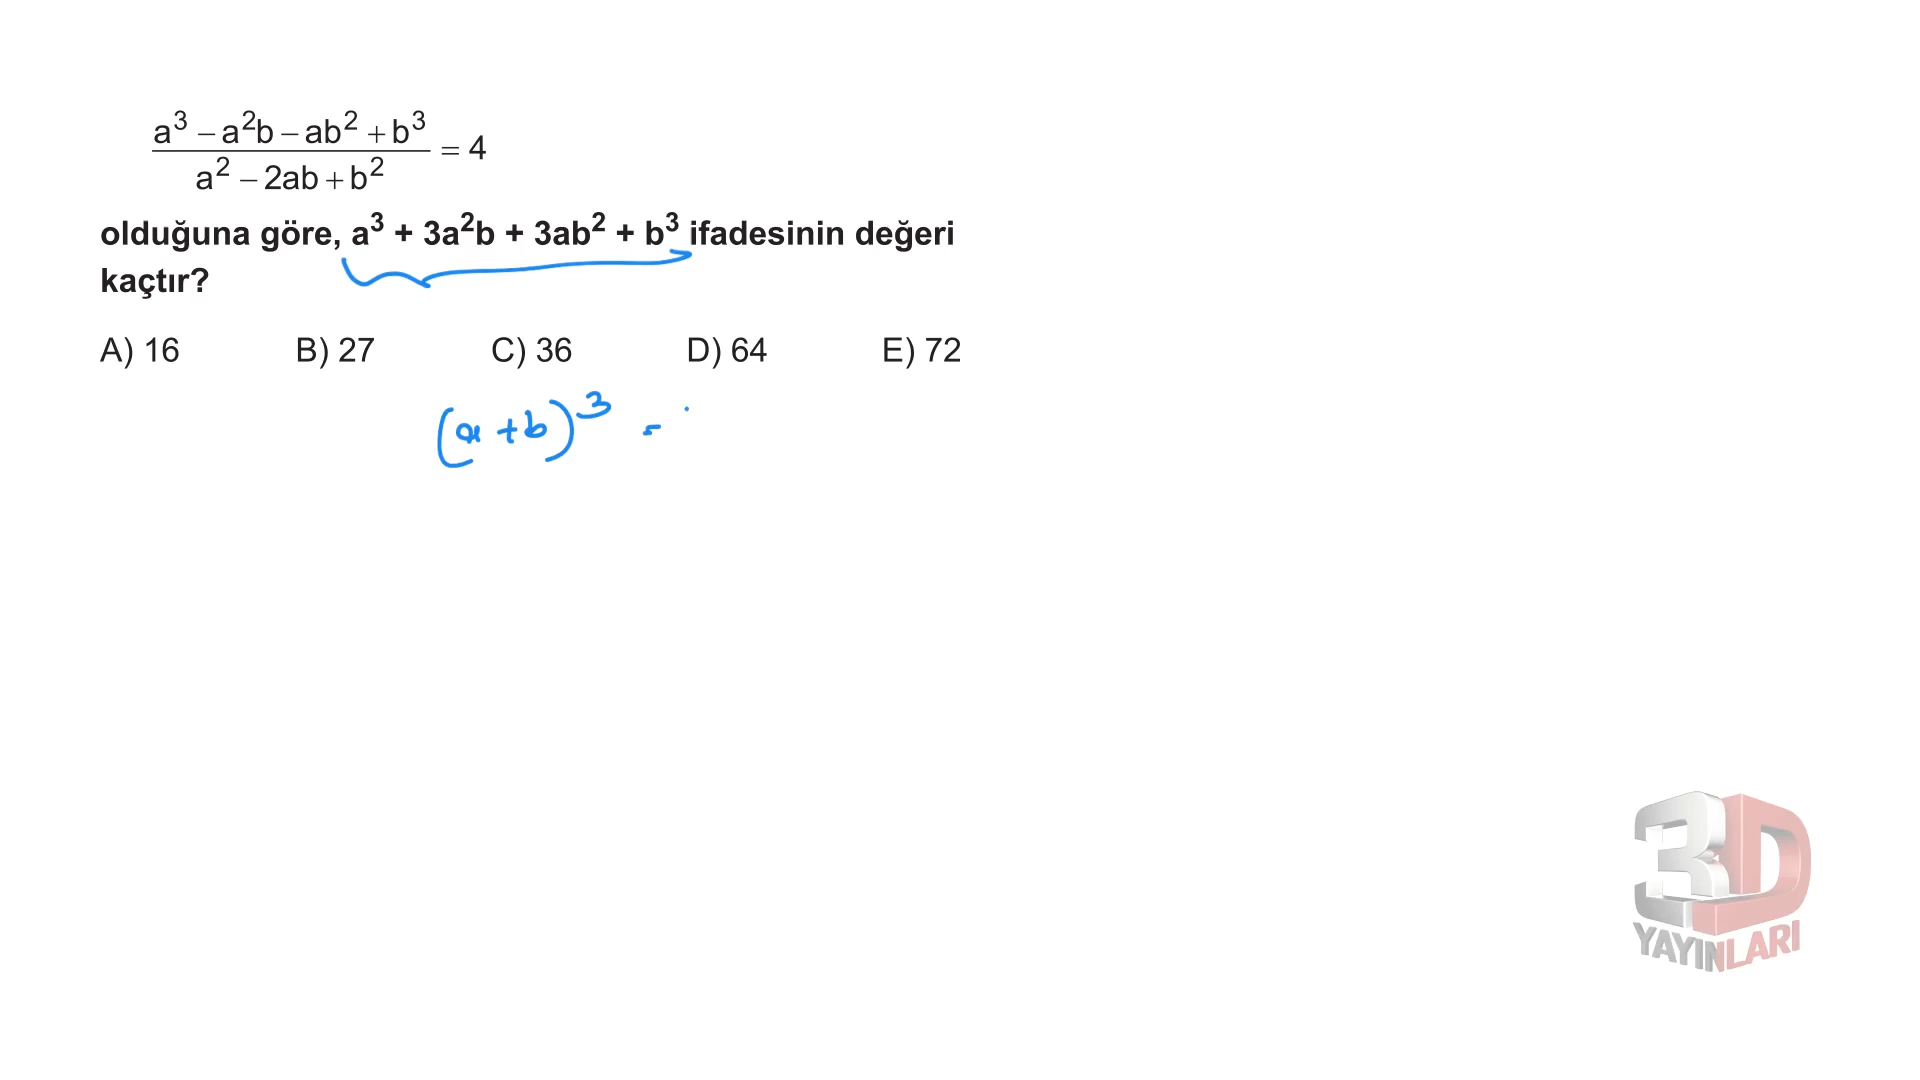 a³ – a²b – ab² + b³
a² – 2ab + b²
= 4
olduğuna göre, a³ + 3a²b + 3ab² + b³ ifadesinin değeri
kaçtır?
A) 16 B) 27 C) 36 D) 64 E) 72
(a + b)³ =
3D
YAYINLARI